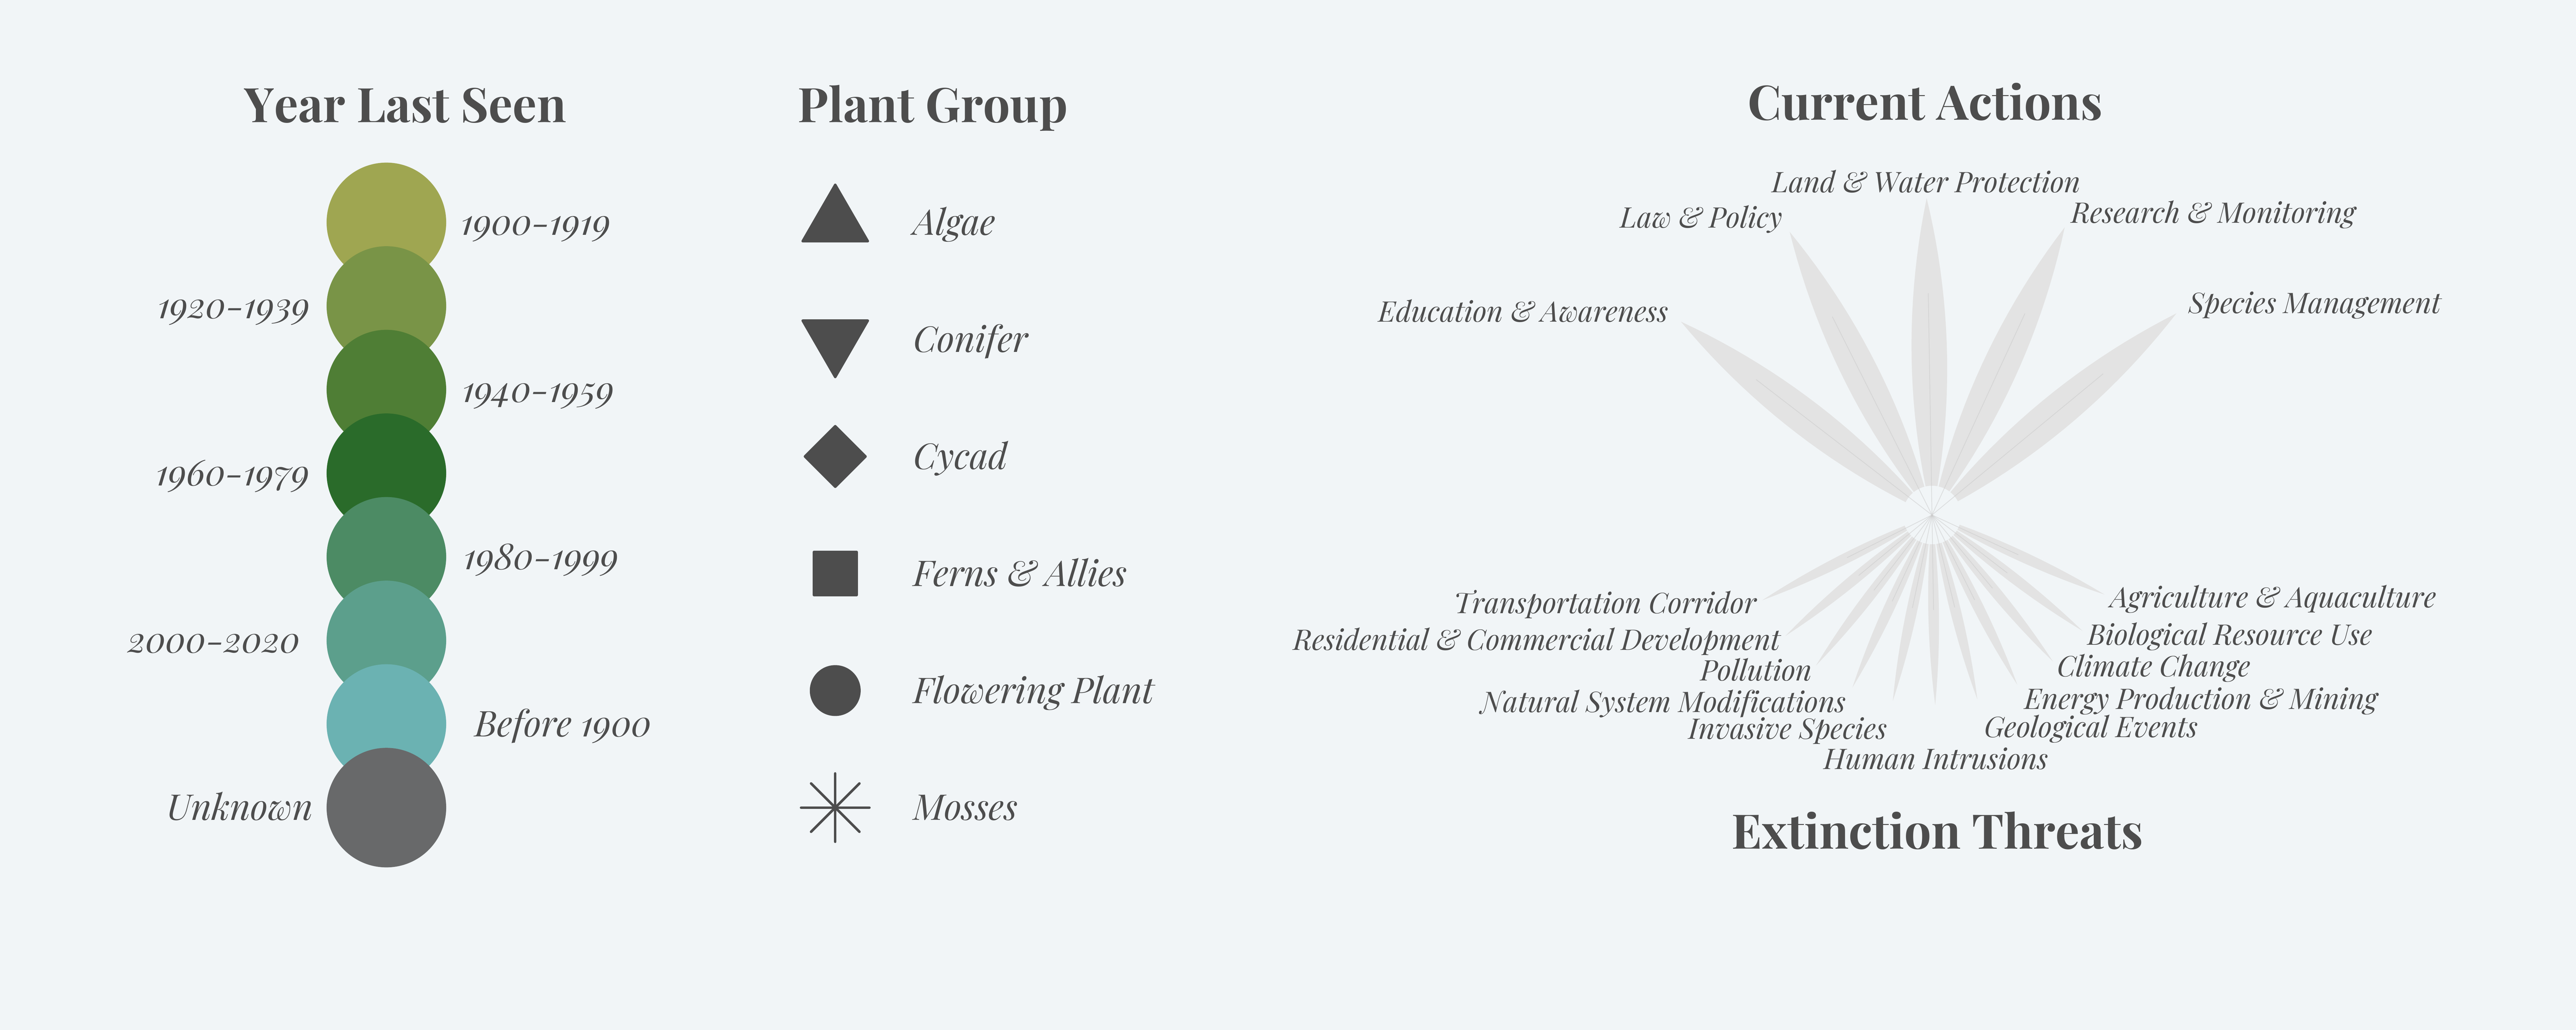 Year Last Seen
1900-1919
1920-1939
1940-1959
1960-1979
1980-1999
2000-2020
Before 1900
Unknown
Plant Group
Algae
Conifer
Cycad
Ferns & Allies
Flowering Plant
Mosses
Current Actions
Land & Water Protection
Law & Policy
Research & Monitoring
Education & Awareness
Species Management
Transportation Corridor
Agriculture & Aquaculture
Residential & Commercial Development
Biological Resource Use
Pollution
Climate Change
Natural System Modifications
Energy Production & Mining
Invasive Species
Geological Events
Human Intrusions
Extinction Threats